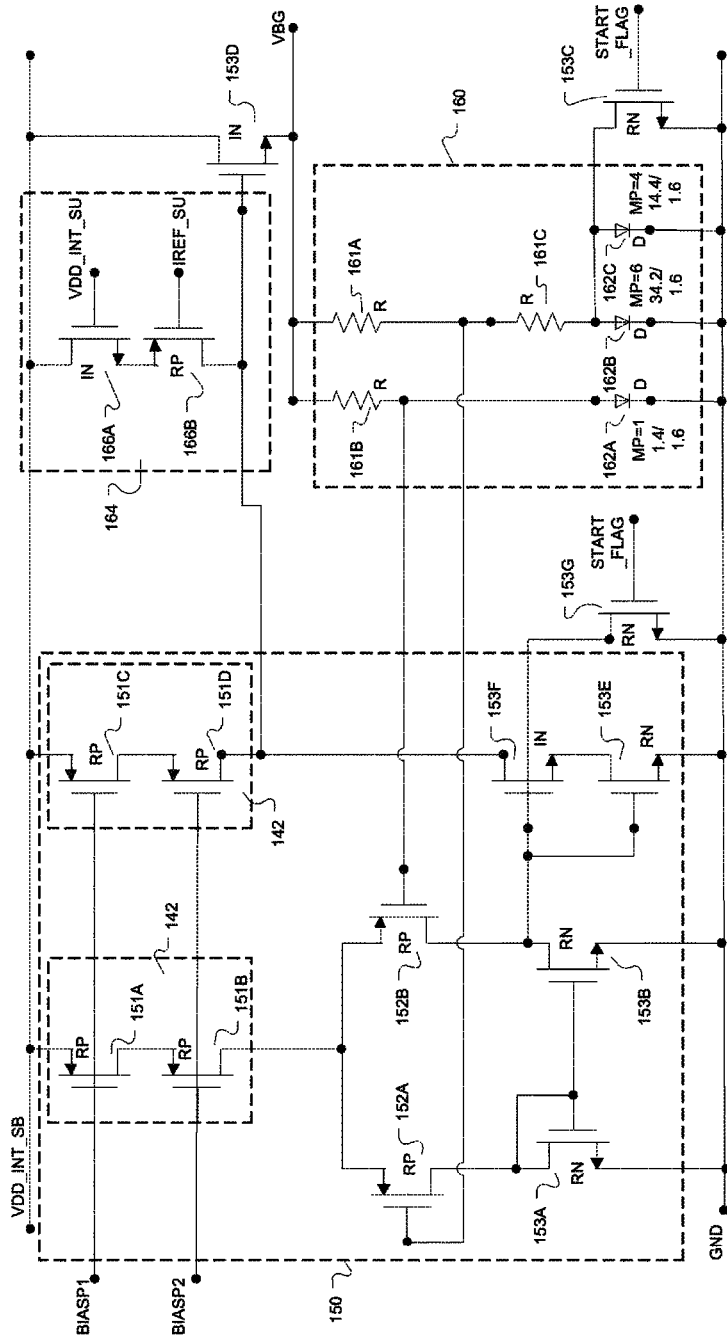 VDD_INT_SB
BIASP1
BIASP2
150
142
151A
RP
151B
RP
142
151C
RP
151D
RP
164
166A
IN
VDD_INT_SU
166B
RP
IREF_SU
153D
IN
VBG
160
152A
RP
152B
RP
153A
RN
153B
RN
153F
IN
153E
RN
153G
RN
START
_FLAG
161B
R
161A
R
161C
R
162A
D
MP=1
1.4/
1.6
162B
D
MP=6
34.2/
1.6
162C
D
MP=4
14.4/
1.6
153C
RN
START
_FLAG
GND